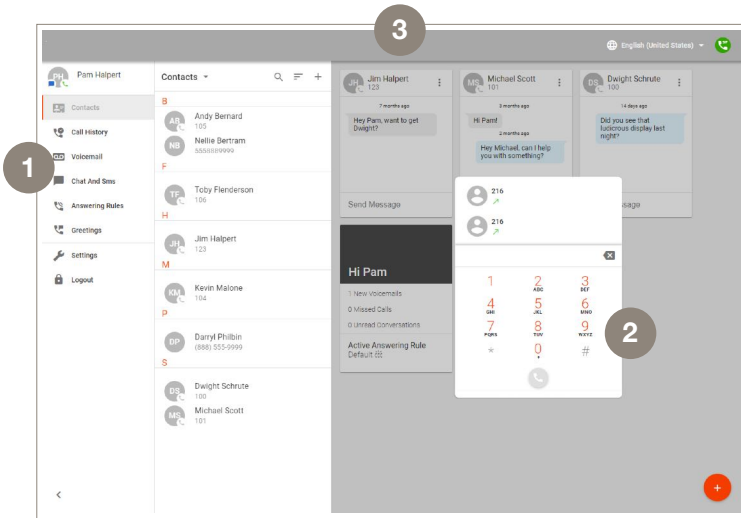 3
English (United States)
PH
Pam Halpert
Contacts
Call History
Voicemail
Chat And Sms
Answering Rules
Greetings
Settings
Logout
1
Contacts
B
AB
Andy Bernard
105
NB
Nellie Bertram
5558889999
F
TF
Toby Flenderson
106
H
JH
Jim Halpert
123
M
KM
Kevin Malone
104
P
DP
Darryl Philbin
(888) 555-9999
S
DS
Dwight Schrute
100
MS
Michael Scott
101
JH
Jim Halpert
123
7 months ago
Hey Pam, want to get
Dwight?
Send Message
MS
Michael Scott
101
3 months ago
Hi Pam!
2 months ago
Hey Michael, can I help
you with something?
DS
Dwight Schrute
100
14 days ago
Did you see that
ludicrous display last
night?
ssage
Hi Pam
1 New Voicemails
0 Missed Calls
0 Unread Conversations
Active Answering Rule
Default
216
216
1 2 3
ABC DEF
4 5 6
GHI JKL MNO
7 8 9
PQRS TUV WXYZ
* 0 #
+
2
+